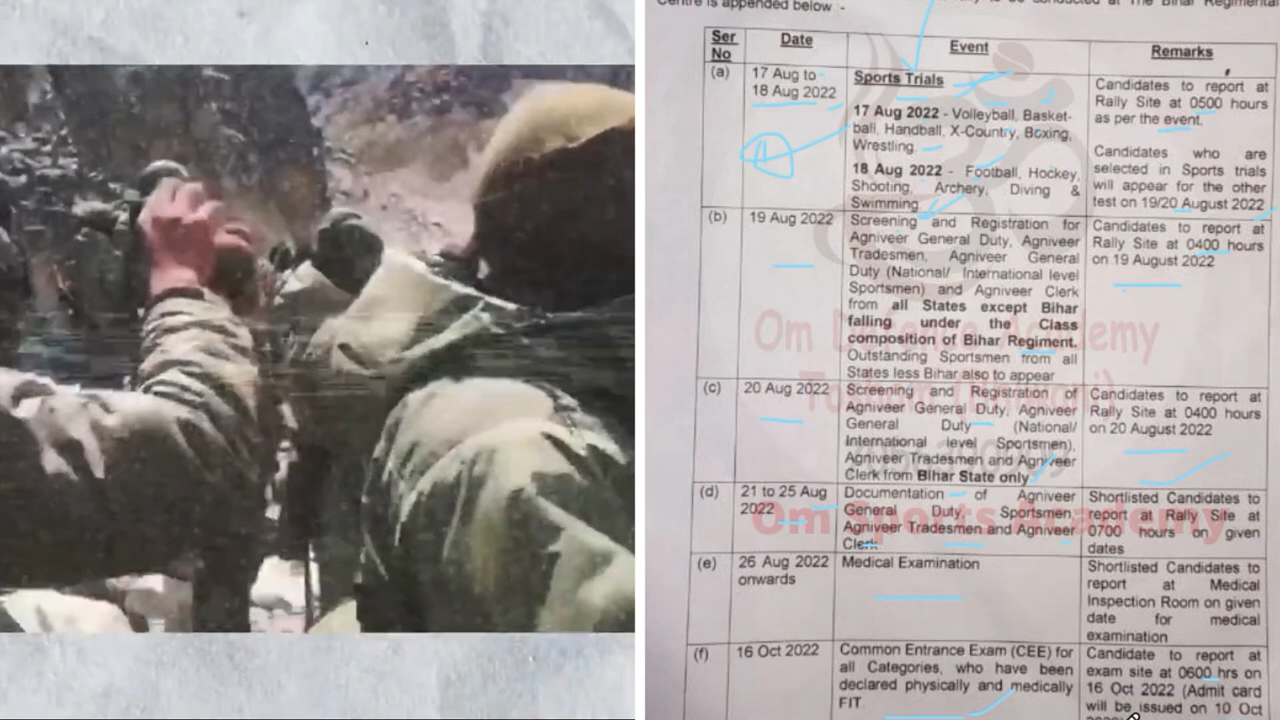 Centre is appended below :-
Ser No
Date
Event
Remarks
(a)
17 Aug to
18 Aug 2022
Sports Trials
17 Aug 2022 - Volleyball, Basket-
ball, Handball, X-Country, Boxing,
Wrestling.
18 Aug 2022 - Football, Hockey,
Shooting, Archery, Diving &
Swimming
Candidates to report at
Rally Site at 0500 hours
as per the event.
Candidates who are
selected in Sports trials
will appear for the other
test on 19/20 August 2022
(b)
19 Aug 2022
Screening and Registration for
Agniveer General Duty, Agniveer
Tradesmen, Agniveer General
Duty (National/ International level
Sportsmen) and Agniveer Clerk
from all States except Bihar
falling under the Class
composition of Bihar Regiment.
Outstanding Sportsmen from all
States less Bihar also to appear
Candidates to report at
Rally Site at 0400 hours
on 19 August 2022
(c)
20 Aug 2022
Screening and Registration of
Agniveer General Duty, Agniveer
General Duty (National/
International level Sportsmen),
Agniveer Tradesmen and Agniveer
Clerk from Bihar State only
Candidates to report at
Rally Site at 0400 hours
on 20 August 2022
(d)
21 to 25 Aug
2022
Documentation of Agniveer
General Duty, Sportsmen,
Agniveer Tradesmen and Agniveer
Clerk
Shortlisted Candidates to
report at Rally Site at
0700 hours on given
dates
(e)
26 Aug 2022
onwards
Medical Examination
Shortlisted Candidates to
report at Medical
Inspection Room on given
date for medical
examination
(f)
16 Oct 2022
Common Entrance Exam (CEE) for
all Categories, who have been
declared physically and medically
FIT.
Candidate to report at
exam site at 0600 hrs on
16 Oct 2022 (Admit card
will be issued on 10 Oct
Om Academy
Om Sports Academy